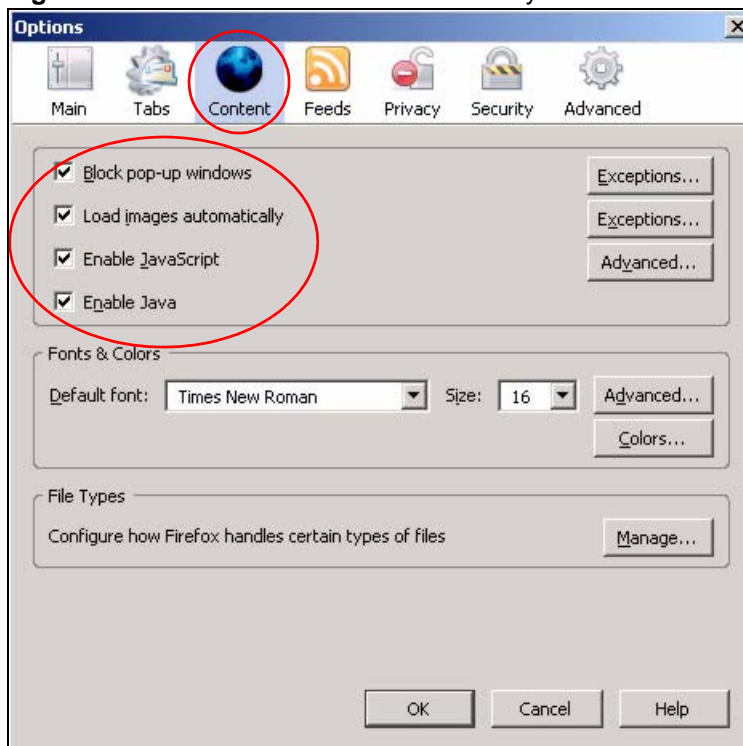 Options
Main Tabs Content Feeds Privacy Security Advanced
Block pop-up windows Exceptions...
Load images automatically Exceptions...
Enable JavaScript Advanced...
Enable Java
Fonts & Colors
Default font: Times New Roman Size: 16 Advanced...
Colors...
File Types
Configure how Firefox handles certain types of files Manage...
OK Cancel Help